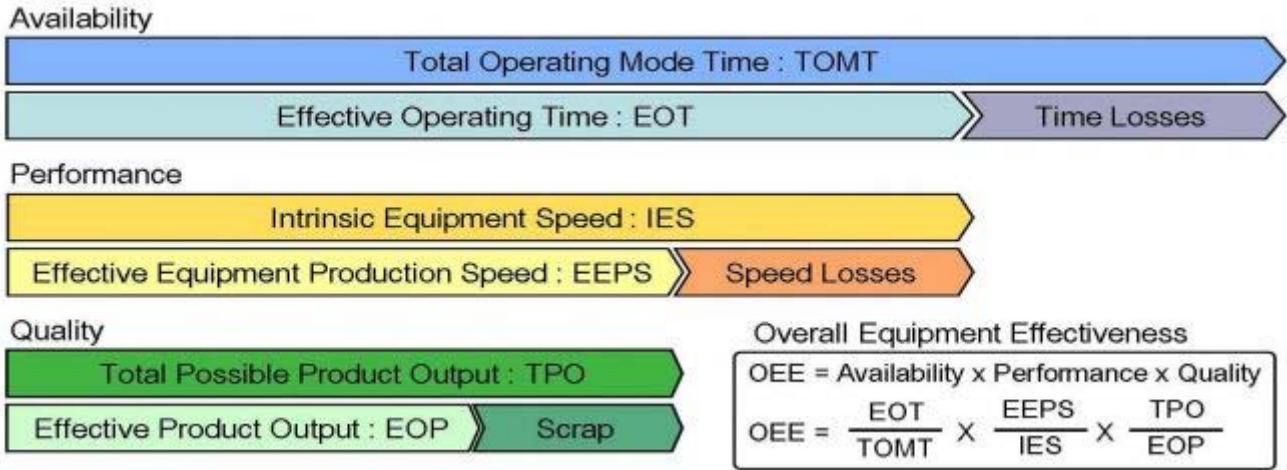 Availability
Total Operating Mode Time : TOMT
Effective Operating Time : EOT
Time Losses
Performance
Intrinsic Equipment Speed : IES
Effective Equipment Production Speed : EEPS
Speed Losses
Quality
Total Possible Product Output : TPO
Effective Product Output : EOP
Scrap
Overall Equipment Effectiveness
OEE = Availability x Performance x Quality
OEE = EOT / TOMT X EEPS / IES X TPO / EOP